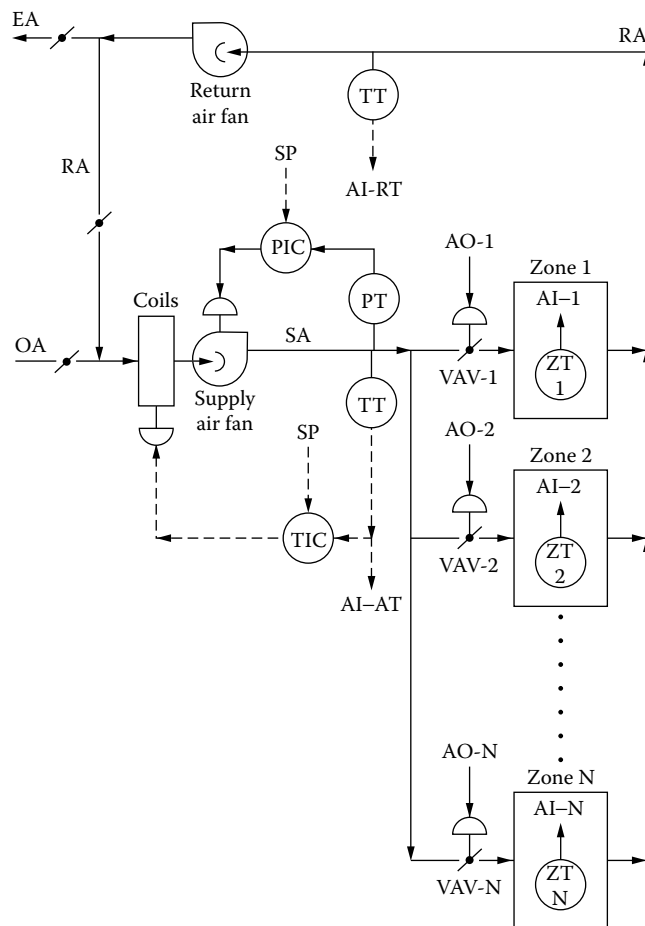 EA
RA
Return
air fan
TT
SP
AI-RT
RA
PIC
AO-1
Zone 1
Coils
PT
AI–1
OA
SA
VAV-1
ZT
1
Supply
air fan
TT
SP
AO-2
Zone 2
AI–2
TIC
VAV-2
ZT
2
AI–AT
AO-N
Zone N
AI–N
VAV-N
ZT
N